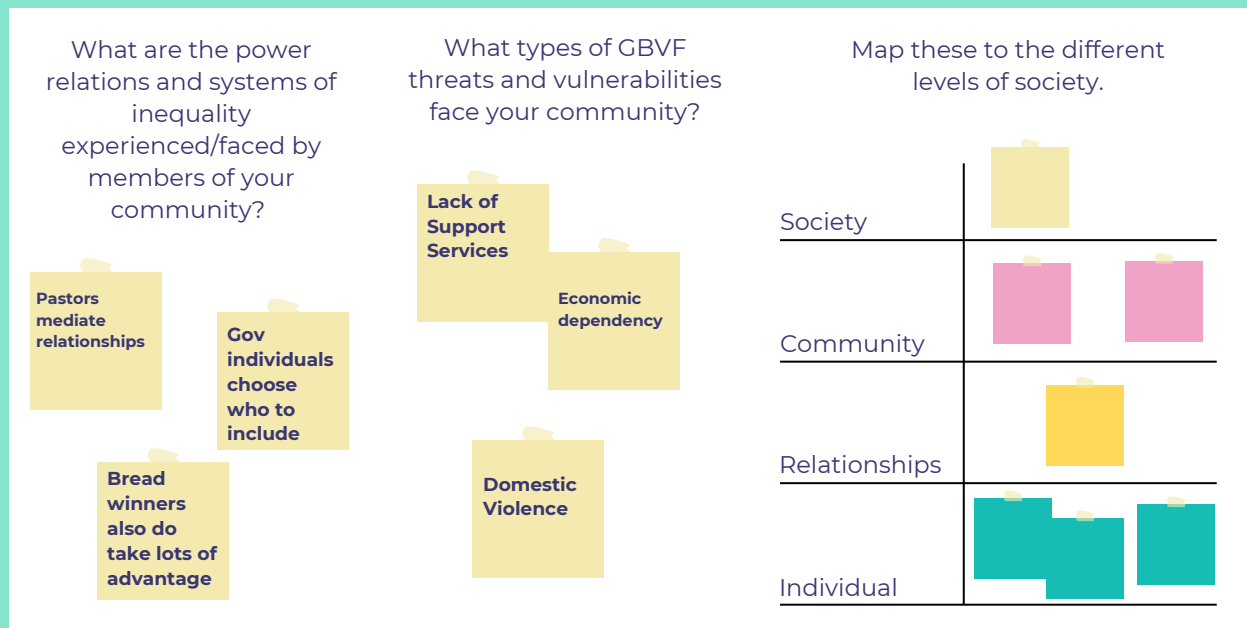 What are the power
relations and systems of
inequality
experienced/faced by
members of your
community?
Pastors
mediate
relationships
Gov
individuals
choose
who to
include
Bread
winners
also do
take lots of
advantage
What types of GBVF
threats and vulnerabilities
face your community?
Lack of
Support
Services
Economic
dependency
Domestic
Violence
Map these to the different
levels of society.
Society
Community
Relationships
Individual